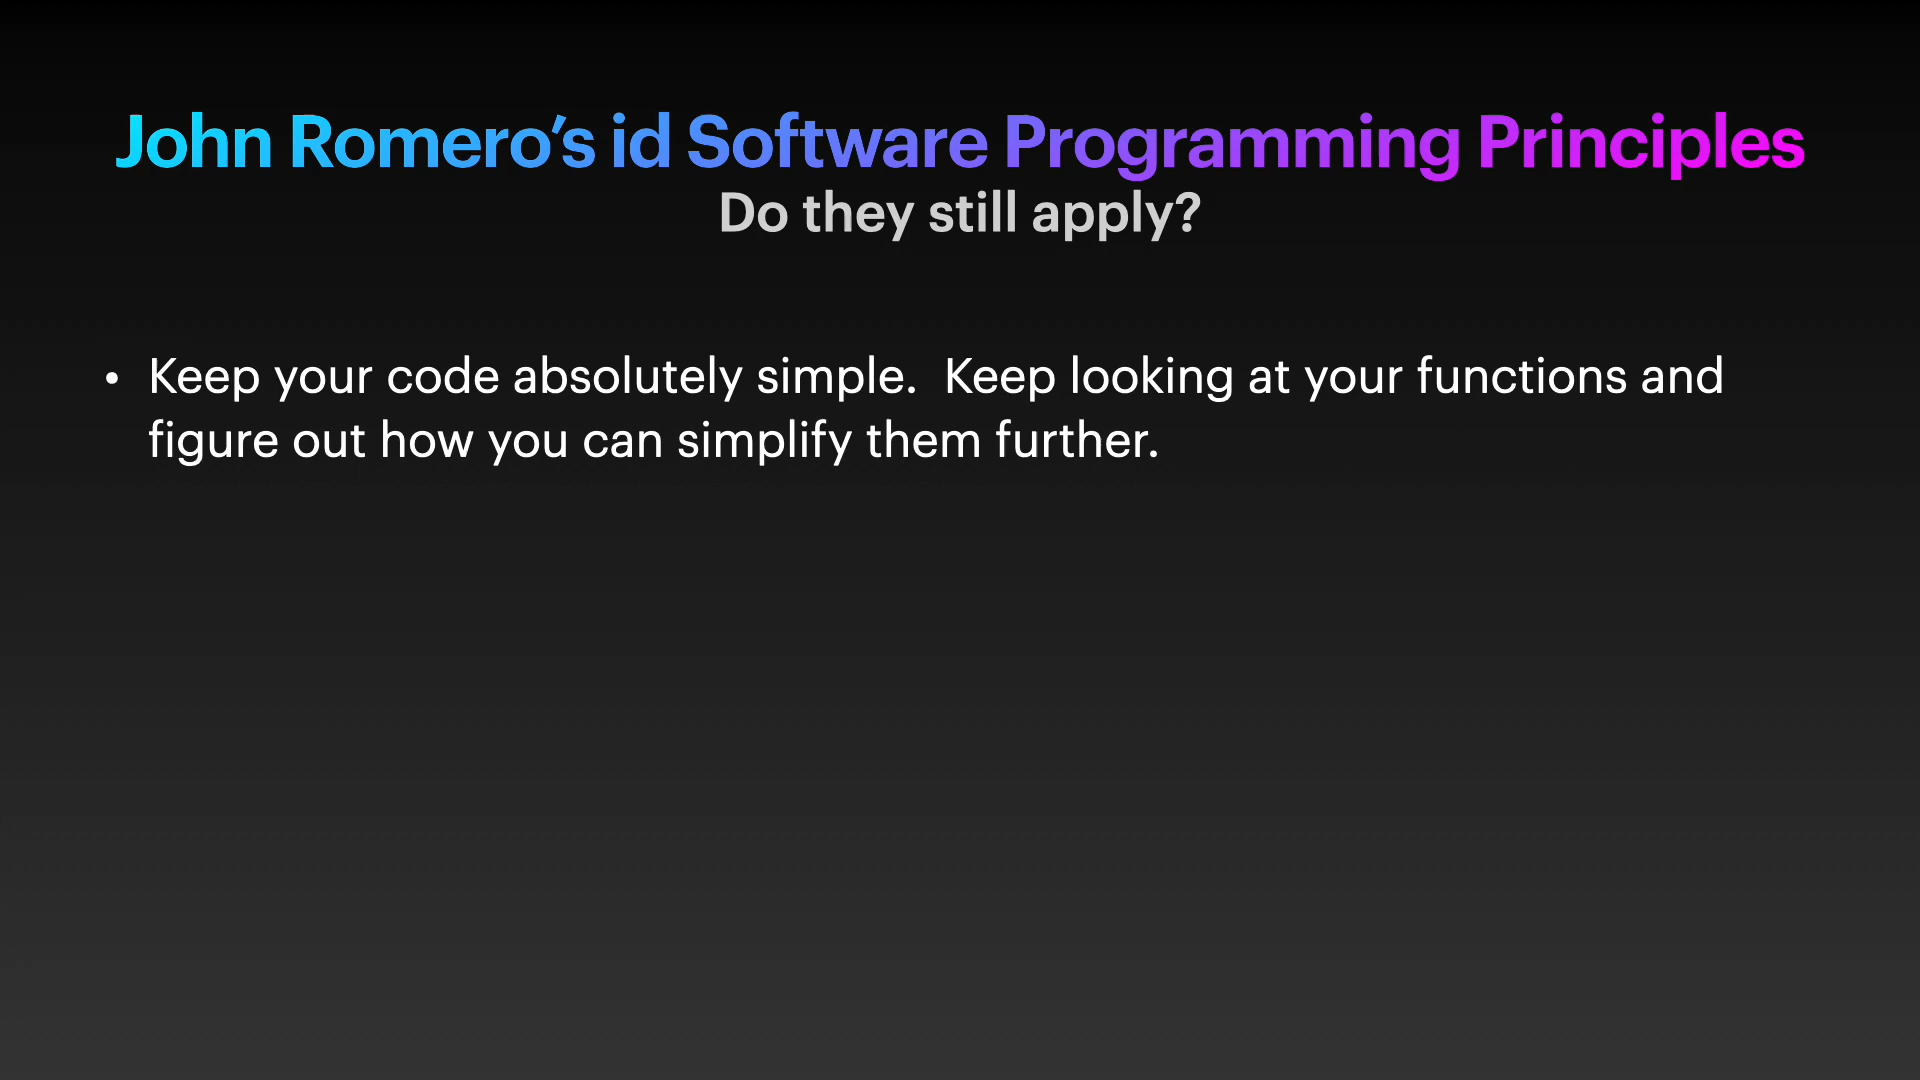 John Romero’s id Software Programming Principles
Do they still apply?
• Keep your code absolutely simple.  Keep looking at your functions and
figure out how you can simplify them further.